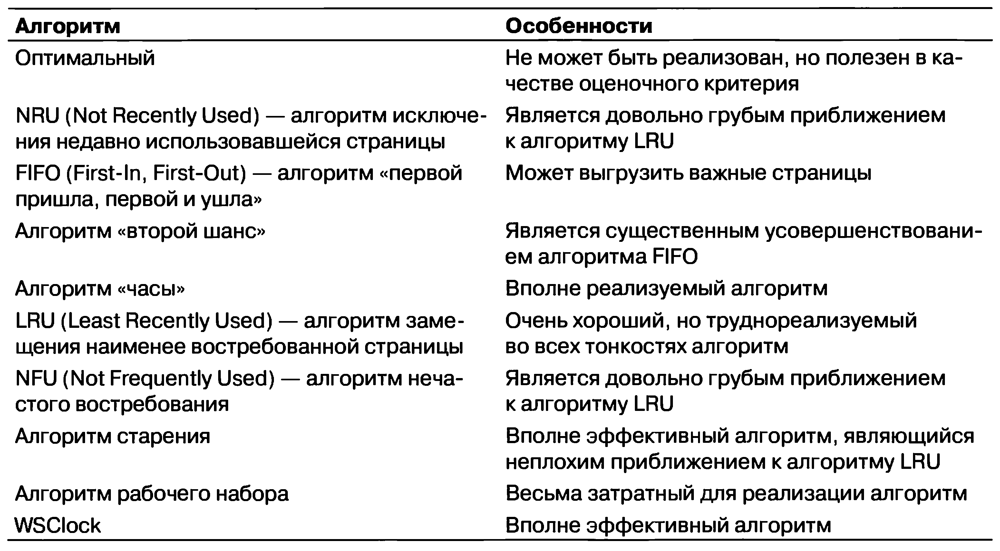 Алгоритм Особенности
Оптимальный Не может быть реализован, но полезен в ка-
честве оценочного критерия
NRU (Not Recently Used) — алгоритм исключе- Является довольно грубым приближением
ния недавно использовавшейся страницы к алгоритму LRU
FIFO (First-In, First-Out) — алгоритм «первой Может выгрузить важные страницы
пришла, первой и ушла»
Алгоритм «второй шанс» Является существенным усовершенствовани-
ем алгоритма FIFO
Алгоритм «часы» Вполне реализуемый алгоритм
LRU (Least Recently Used) — алгоритм заме- Очень хороший, но труднореализуемый
щения наименее востребованной страницы во всех тонкостях алгоритм
NFU (Not Frequently Used) — алгоритм неча- Является довольно грубым приближением
стого востребования к алгоритму LRU
Алгоритм старения Вполне эффективный алгоритм, являющийся
неплохим приближением к алгоритму LRU
Алгоритм рабочего набора Весьма затратный для реализации алгоритм
WSClock Вполне эффективный алгоритм